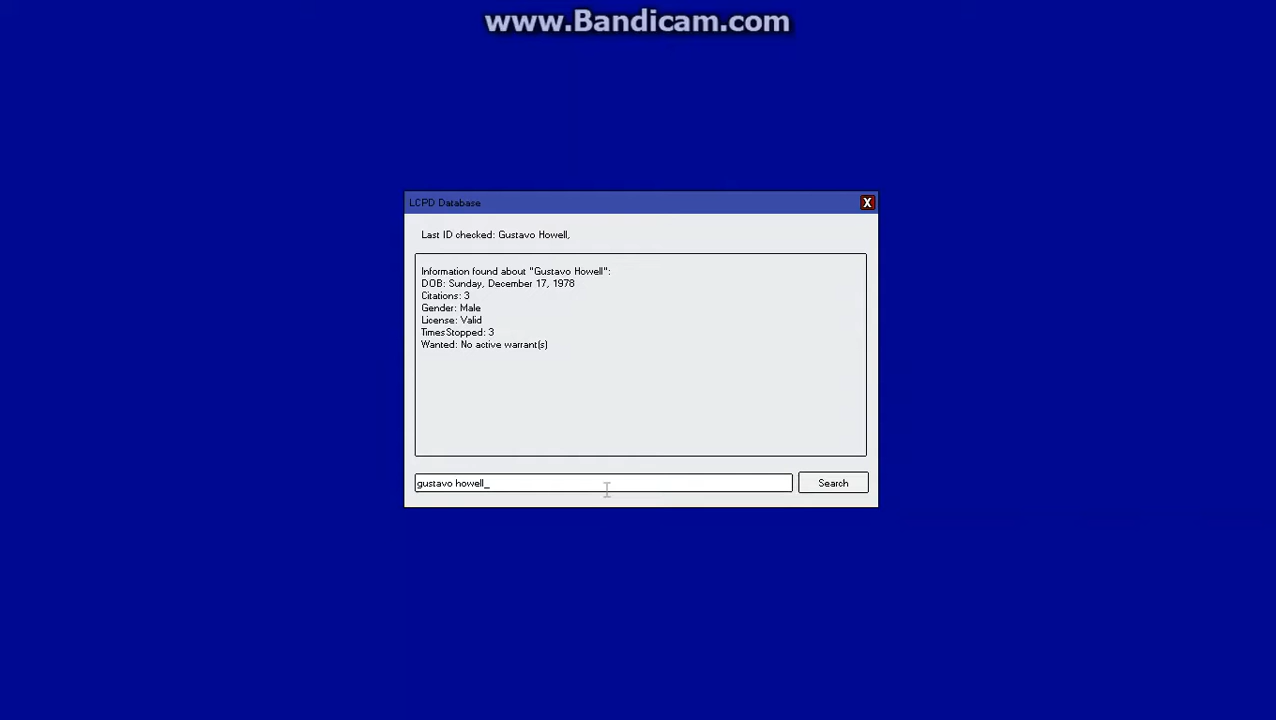 www.Bandicam.com
LCPD Database
X
Last ID checked: Gustavo Howell,
Information found about "Gustavo Howell":
DOB: Sunday, December 17, 1978
Citations: 3
Gender: Male
License: Valid
TimesStopped: 3
Wanted: No active warrant(s)
gustavo howell_
Search